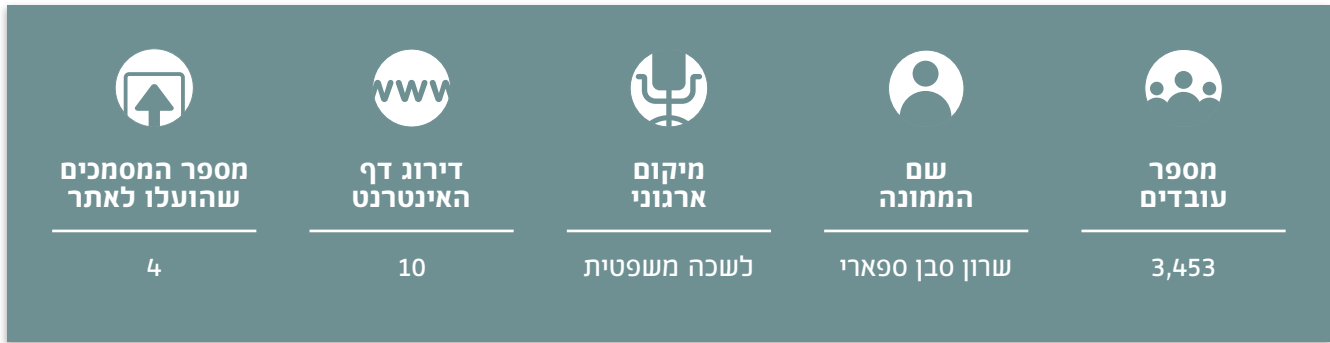 מספר
עובדים
3,453
שם
הממונה
שרון סבן ספארי
מיקום
ארגוני
לשכה משפטית
www
דירוג דף
האינטרנט
10
מספר המסמכים
שהועלו לאתר
4